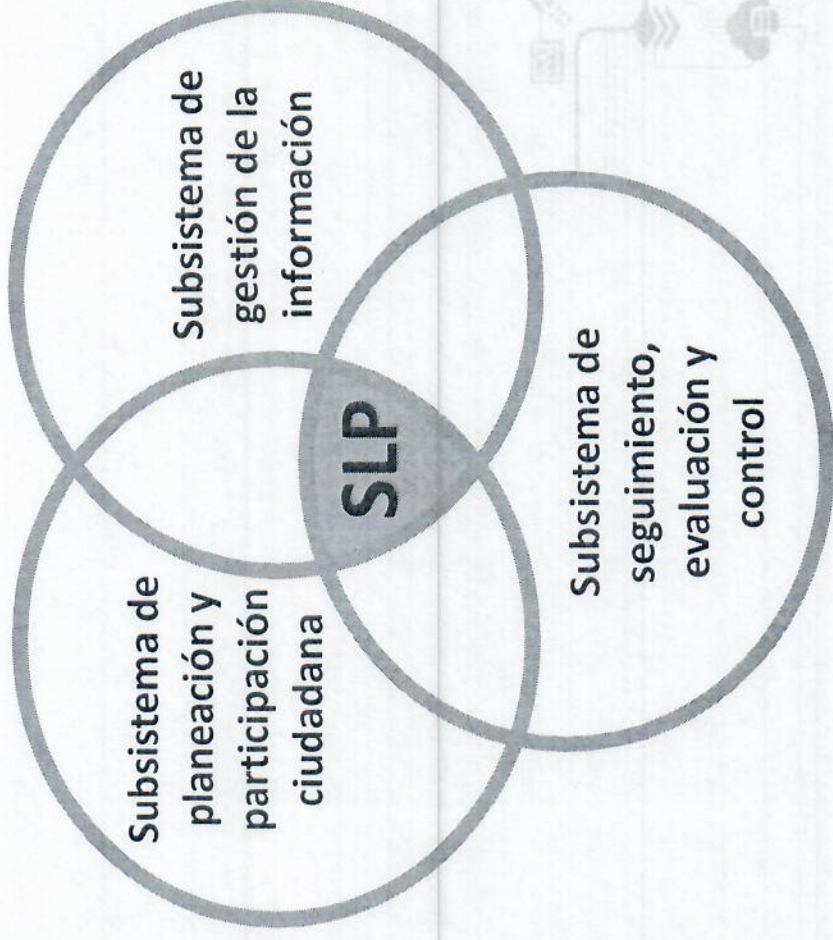 Subsistema de
planeación y
participación
ciudadana
Subsistema de
gestión de la
información
SLP
Subsistema de
seguimiento,
evaluación y
control